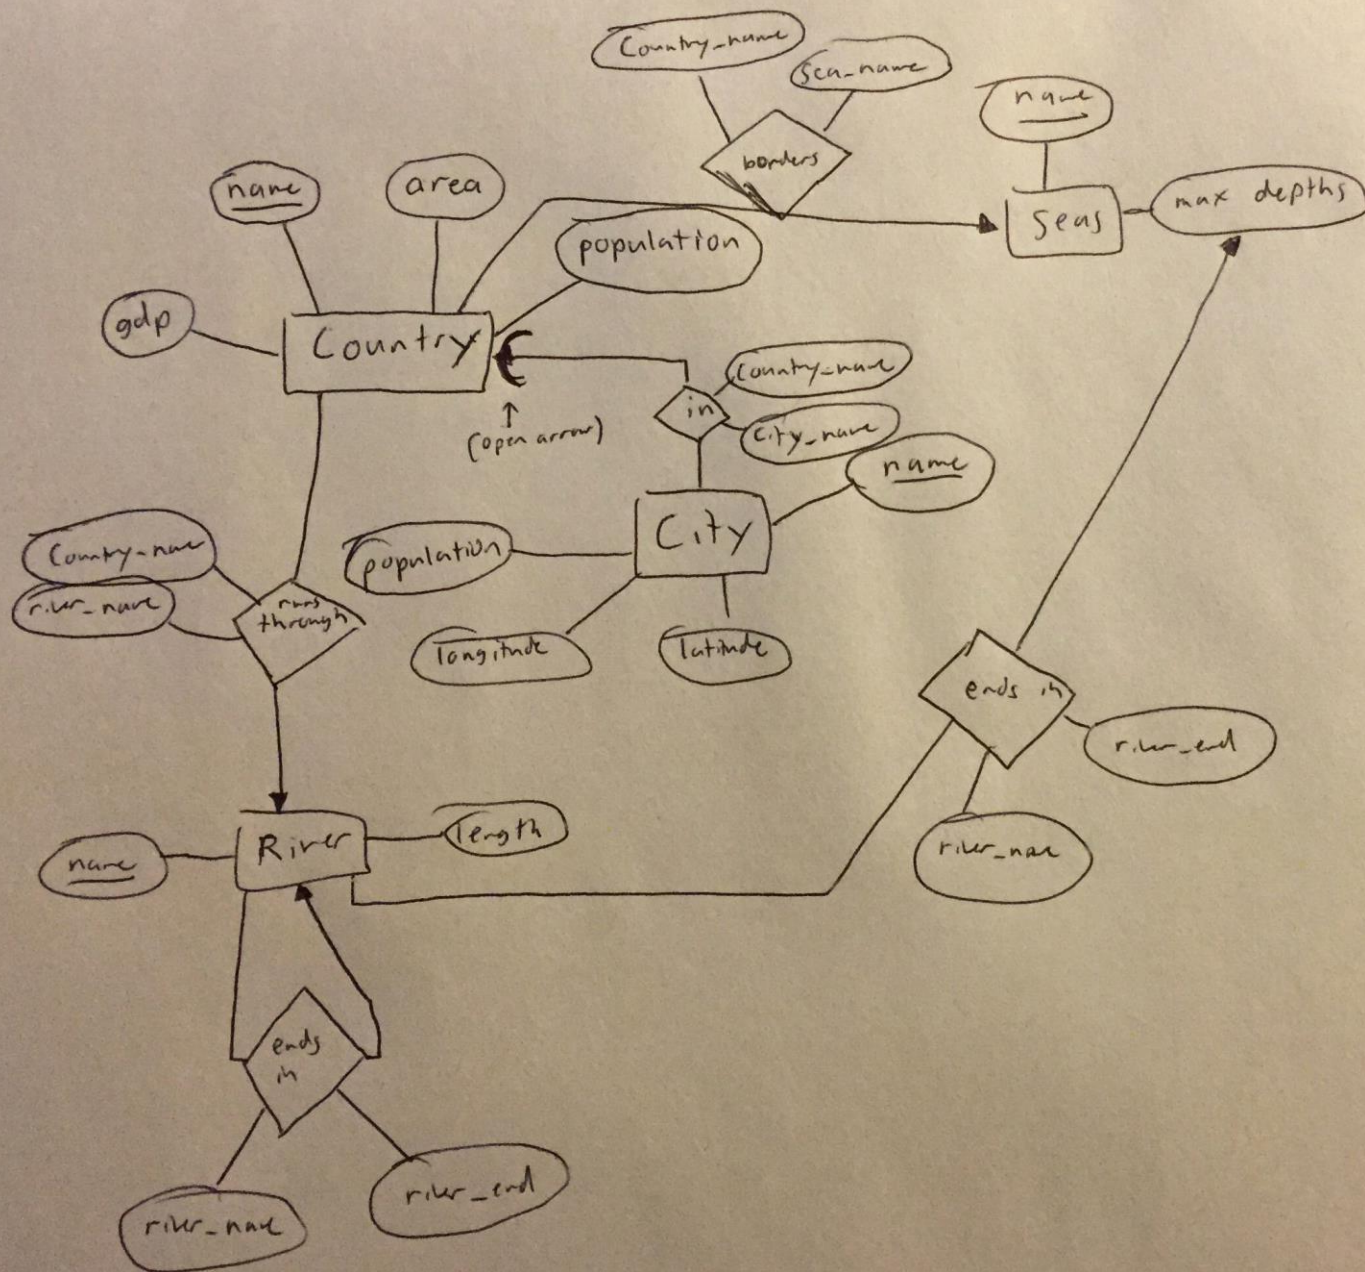 Country_name
sea_name
name
borders
name
area
max depths
Seas
population
gdp
Country
Country_name
in
(open arrow)
City_name
name
City
population
Country_name
river_name
runs
through
longitude
latitude
ends in
river_end
length
River
name
river_name
ends
in
river_end
river_name